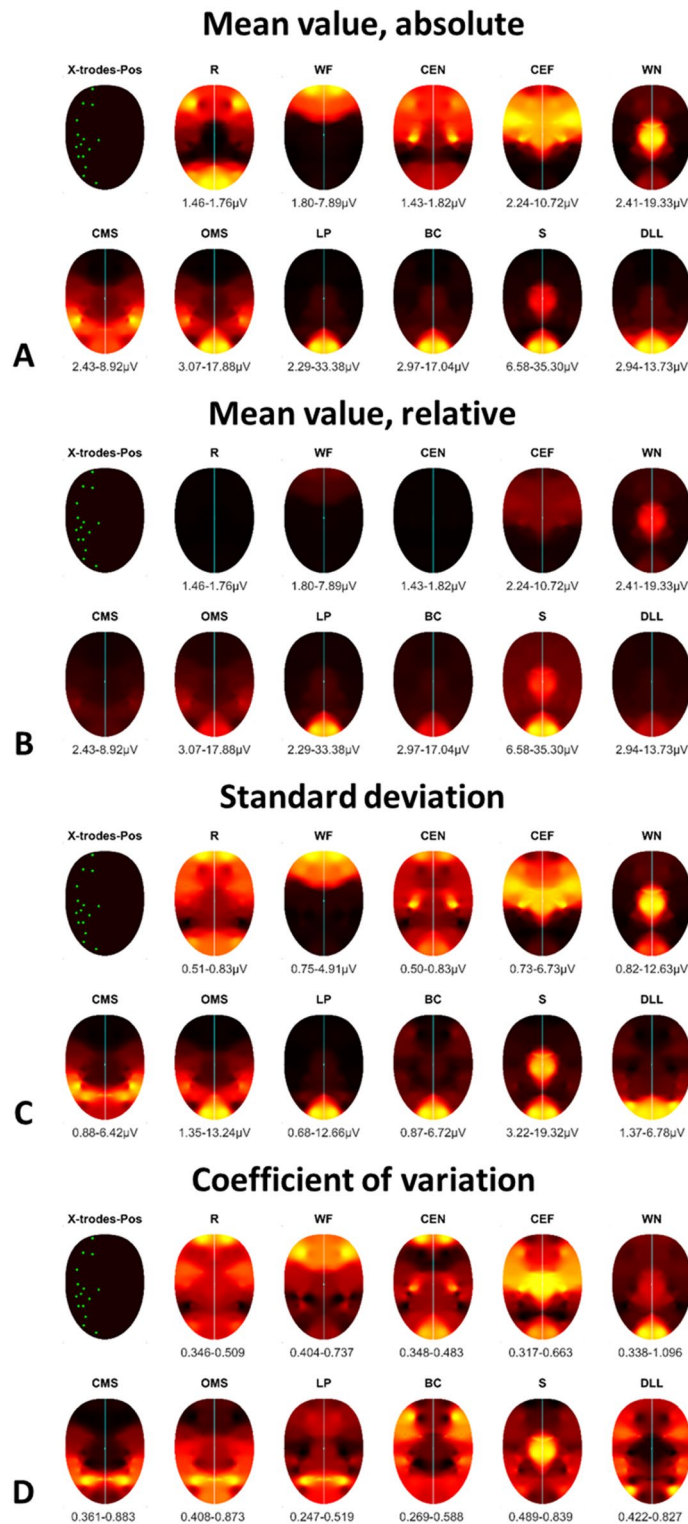 Mean value, absolute
X-trodes-Pos R WF CEN CEF WN
1.46-1.76µV 1.80-7.89µV 1.43-1.82µV 2.24-10.72µV 2.41-19.33µV
CMS OMS LP BC S DLL
A
2.43-8.92µV 3.07-17.88µV 2.29-33.38µV 2.97-17.04µV 6.58-35.30µV 2.94-13.73µV
Mean value, relative
X-trodes-Pos R WF CEN CEF WN
1.46-1.76µV 1.80-7.89µV 1.43-1.82µV 2.24-10.72µV 2.41-19.33µV
CMS OMS LP BC S DLL
B
2.43-8.92µV 3.07-17.88µV 2.29-33.38µV 2.97-17.04µV 6.58-35.30µV 2.94-13.73µV
Standard deviation
X-trodes-Pos R WF CEN CEF WN
0.51-0.83µV 0.75-4.91µV 0.50-0.83µV 0.73-6.73µV 0.82-12.63µV
CMS OMS LP BC S DLL
C
0.88-6.42µV 1.35-13.24µV 0.68-12.66µV 0.87-6.72µV 3.22-19.32µV 1.37-6.78µV
Coefficient of variation
X-trodes-Pos R WF CEN CEF WN
0.346-0.509 0.404-0.737 0.348-0.483 0.317-0.663 0.338-1.096
CMS OMS LP BC S DLL
D
0.361-0.883 0.408-0.873 0.247-0.519 0.269-0.588 0.489-0.839 0.422-0.827